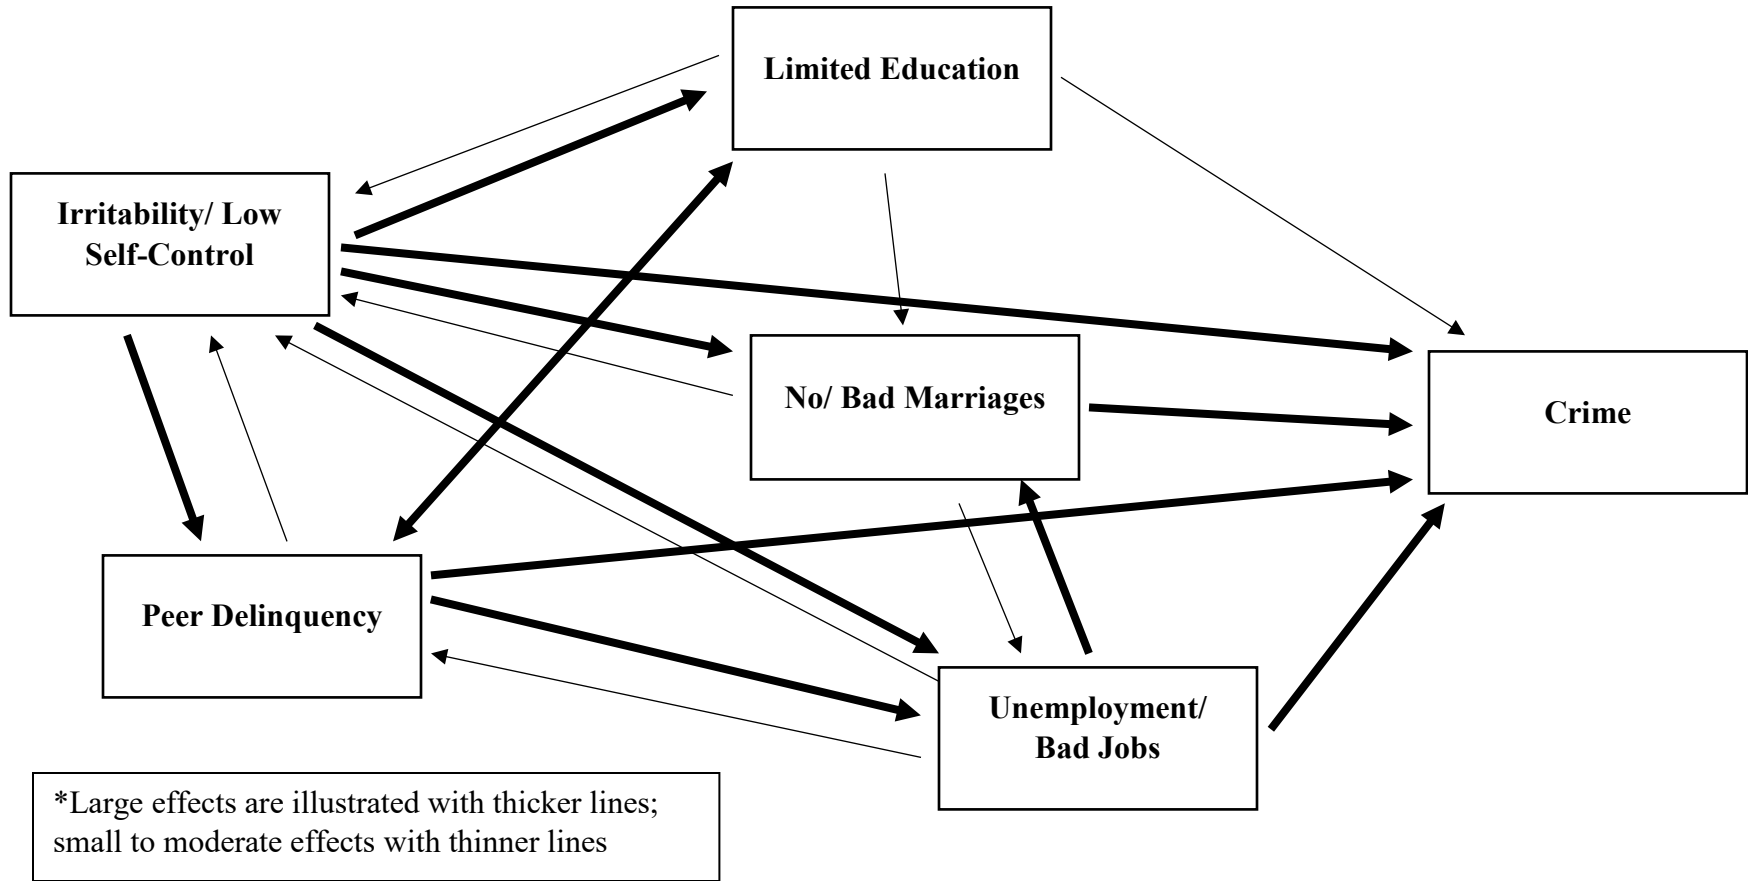 Limited Education
Irritability/ Low
Self-Control
No/ Bad Marriages
Crime
Peer Delinquency
Unemployment/
Bad Jobs
*Large effects are illustrated with thicker lines;
small to moderate effects with thinner lines